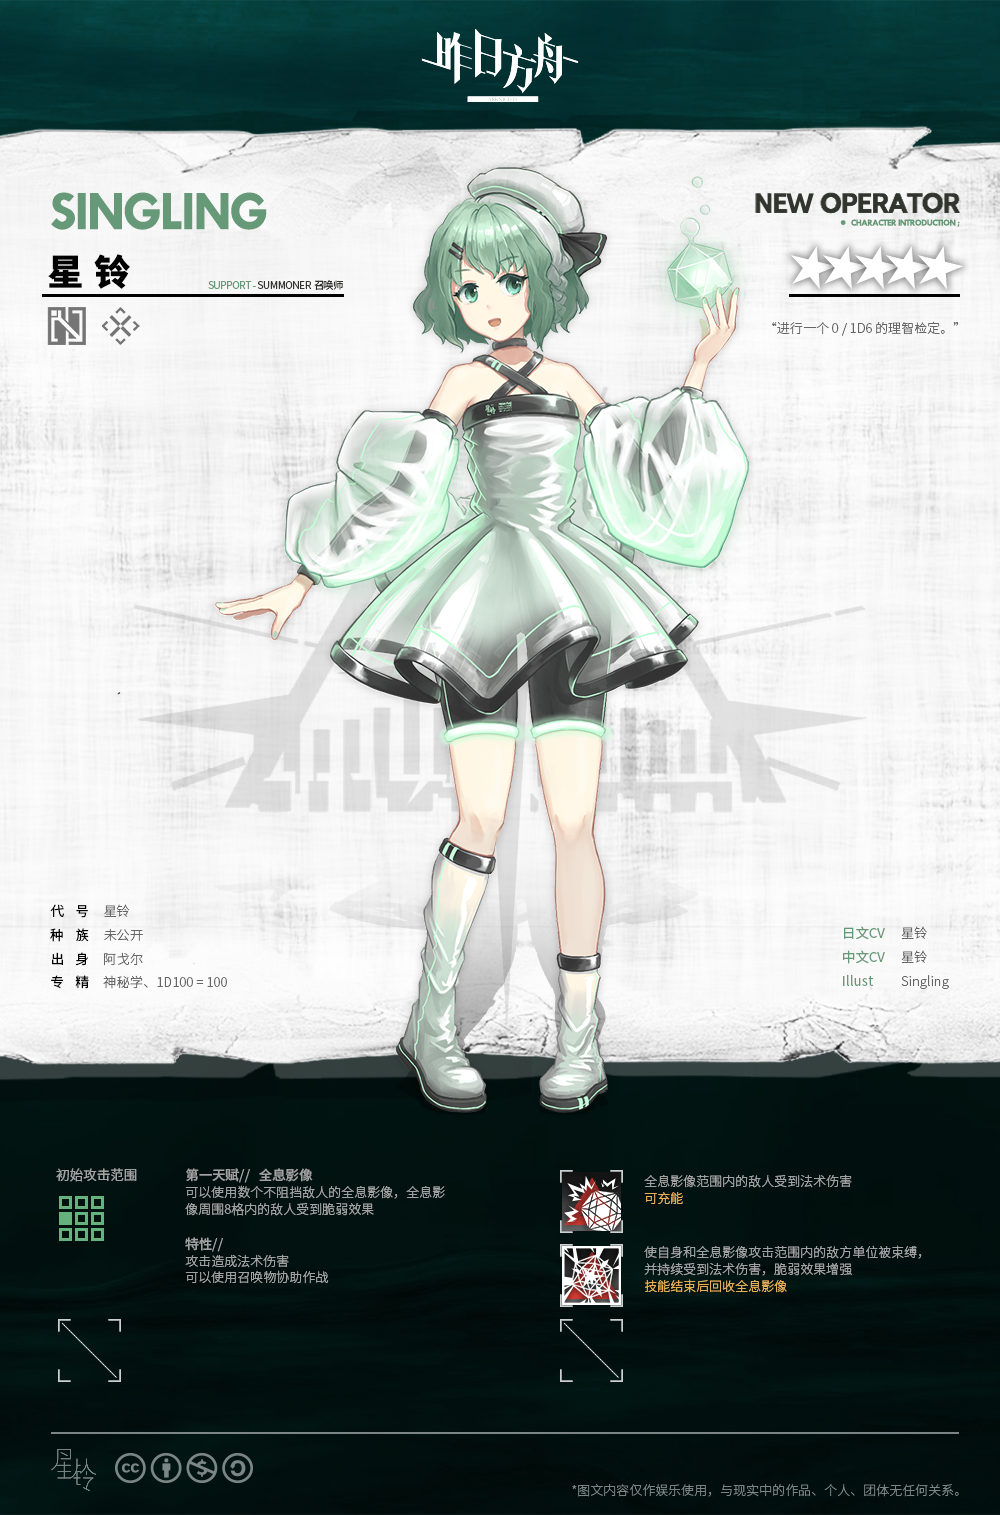 昨日方舟
SINGLING
星铃
SUPPORT - SUMMONER 召唤师
NEW OPERATOR
CHARACTER INTRODUCTION ;
“进行一个 0 / 1D6 的理智检定。”
代 号 星铃
种 族 未公开
出 身 阿戈尔
专 精 神秘学、1D100 = 100
日文CV 星铃
中文CV 星铃
Illust Singling
初始攻击范围
第一天赋// 全息影像
可以使用数个不阻挡敌人的全息影像，全息影
像周围8格内的敌人受到脆弱效果
特性//
攻击造成法术伤害
可以使用召唤物协助作战
全息影像范围内的敌人受到法术伤害
可充能
使自身和全息影像攻击范围内的敌方单位被束缚，
并持续受到法术伤害，脆弱效果增强
技能结束后回收全息影像
星铃
cc
*图文内容仅作娱乐使用，与现实中的作品、个人、团体无任何关系。